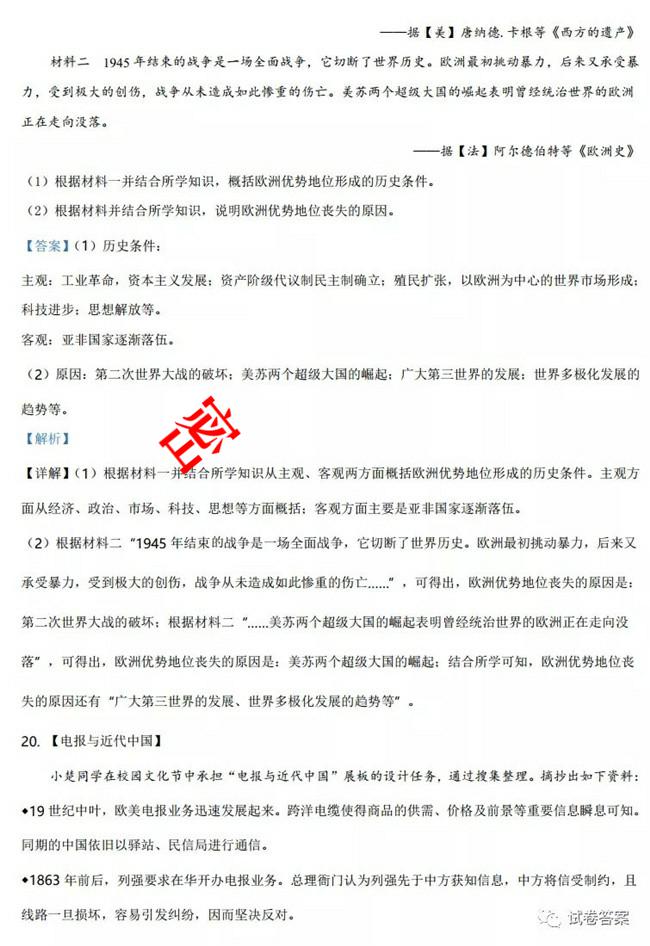 ——据【美】唐纳德.卡根等《西方的遗产》
材料二 1945年结束的战争是一场全面战争，它切断了世界历史。欧洲最初挑动暴力，后来又承受暴
力，受到极大的创伤，战争从未造成如此惨重的伤亡。美苏两个超级大国的崛起表明曾经统治世界的欧洲
正在走向没落。
——据【法】阿尔德伯特等《欧洲史》
（1）根据材料一并结合所学知识，概括欧洲优势地位形成的历史条件。
（2）根据材料并结合所学知识，说明欧洲优势地位丧失的原因。
【答案】（1）历史条件：
主观：工业革命，资本主义发展；资产阶级代议制民主制确立；殖民扩张，以欧洲为中心的世界市场形成；
科技进步；思想解放等。
客观：亚非国家逐渐落伍。
（2）原因：第二次世界大战的破坏；美苏两个超级大国的崛起；广大第三世界的发展；世界多极化发展的
趋势等。
【解析】
【详解】（1）根据材料一并结合所学知识从主观、客观两方面概括欧洲优势地位形成的历史条件。主观方
面从经济、政治、市场、科技、思想等方面概括；客观方面主要是亚非国家逐渐落伍。
（2）根据材料二“1945年结束的战争是一场全面战争，它切断了世界历史。欧洲最初挑动暴力，后来又
承受暴力，受到极大的创伤，战争从未造成如此惨重的伤亡……”，可得出，欧洲优势地位丧失的原因是：
第二次世界大战的破坏；根据材料二“……美苏两个超级大国的崛起表明曾经统治世界的欧洲正在走向没
落”，可得出，欧洲优势地位丧失的原因是：美苏两个超级大国的崛起；结合所学可知，欧洲优势地位丧
失的原因还有“广大第三世界的发展、世界多极化发展的趋势等”。
20. 【电报与近代中国】
小楚同学在校园文化节中承担“电报与近代中国”展板的设计任务，通过搜集整理。摘抄出如下资料：
◆19世纪中叶，欧美电报业务迅速发展起来。跨洋电缆使得商品的供需、价格及前景等重要信息瞬息可知。
同期的中国依旧以驿站、民信局进行通信。
◆1863年前后，列强要求在华开办电报业务。总理衙门认为列强先于中方获知信息，中方将信受制约，且
线路一旦损坏，容易引发纠纷，因而坚决反对。
试卷答案